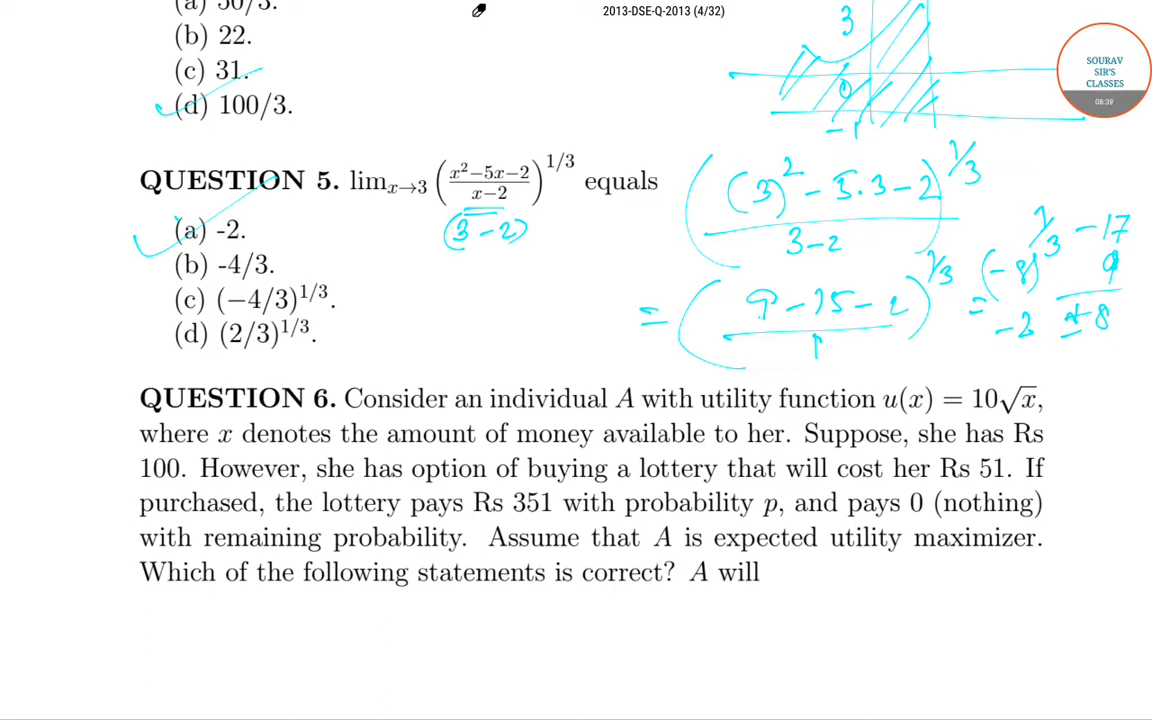 (a) 50/3.
2013-DSE-Q-2013 (4/32)
3
(b) 22.
(c) 31.
(d) 100/3.
0
-1
SOURAV
SIR'S
CLASSES
08:39
QUESTION 5. lim x→3 (x²−5x−2 / x−2)^1/3 equals
(3-2)
(a) -2.
(b) -4/3.
(c) (−4/3)^1/3.
(d) (2/3)^1/3.
((3)² - 5.3 - 2 / 3-2)^1/3
= (9-15-2 / 1)^1/3 = (-8)^1/3
-2
-17
9
-8
QUESTION 6. Consider an individual A with utility function u(x) = 10√x,
where x denotes the amount of money available to her. Suppose, she has Rs
100. However, she has option of buying a lottery that will cost her Rs 51. If
purchased, the lottery pays Rs 351 with probability p, and pays 0 (nothing)
with remaining probability. Assume that A is expected utility maximizer.
Which of the following statements is correct? A will